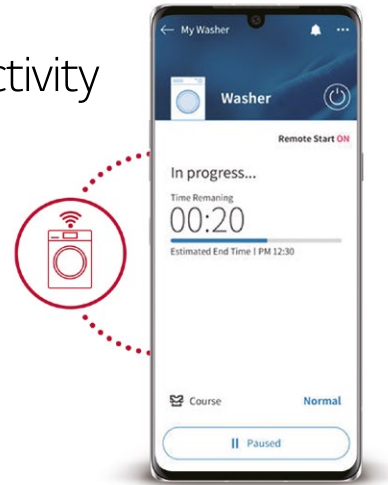 ctivity
My Washer
Washer
Remote Start ON
In progress...
Time Remaning
00:20
Estimated End Time | PM 12:30
Course Normal
Paused